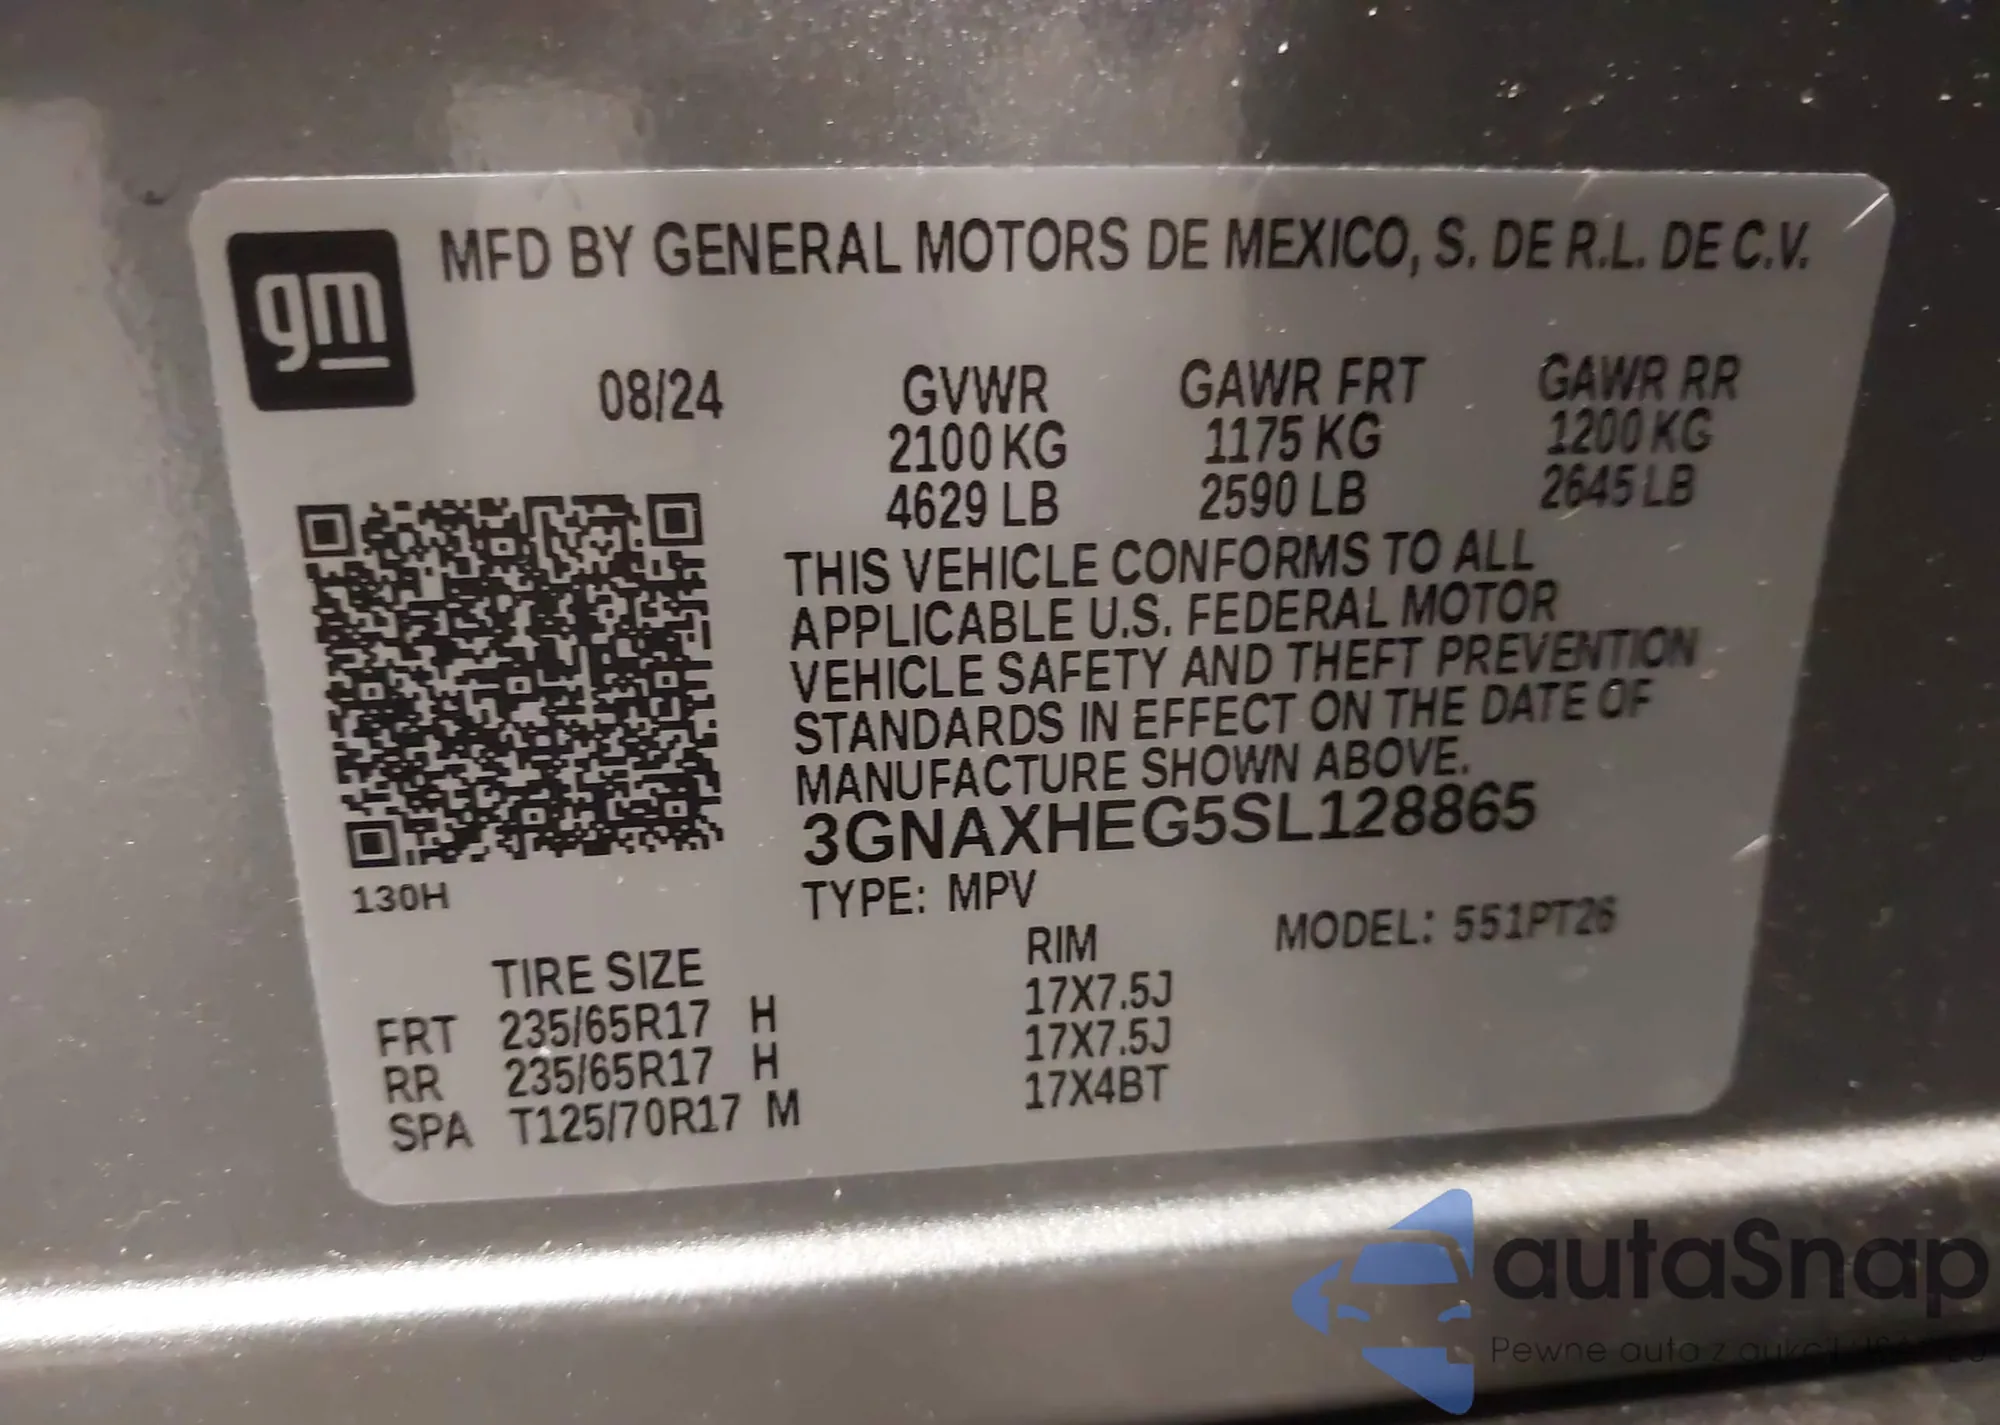 gm
MFD BY GENERAL MOTORS DE MEXICO, S. DE R.L. DE C.V.
08/24 GVWR GAWR FRT GAWR RR
2100 KG 1175 KG 1200 KG
4629 LB 2590 LB 2645 LB
THIS VEHICLE CONFORMS TO ALL
APPLICABLE U.S. FEDERAL MOTOR
VEHICLE SAFETY AND THEFT PREVENTION
STANDARDS IN EFFECT ON THE DATE OF
MANUFACTURE SHOWN ABOVE.
3GNAXHEG5SL128865
130H
TYPE: MPV MODEL: 551PT26
TIRE SIZE RIM
FRT 235/65R17 H 17X7.5J
RR 235/65R17 H 17X7.5J
SPA T125/70R17 M 17X4BT
autaSnap
Pewne auta z aukcji